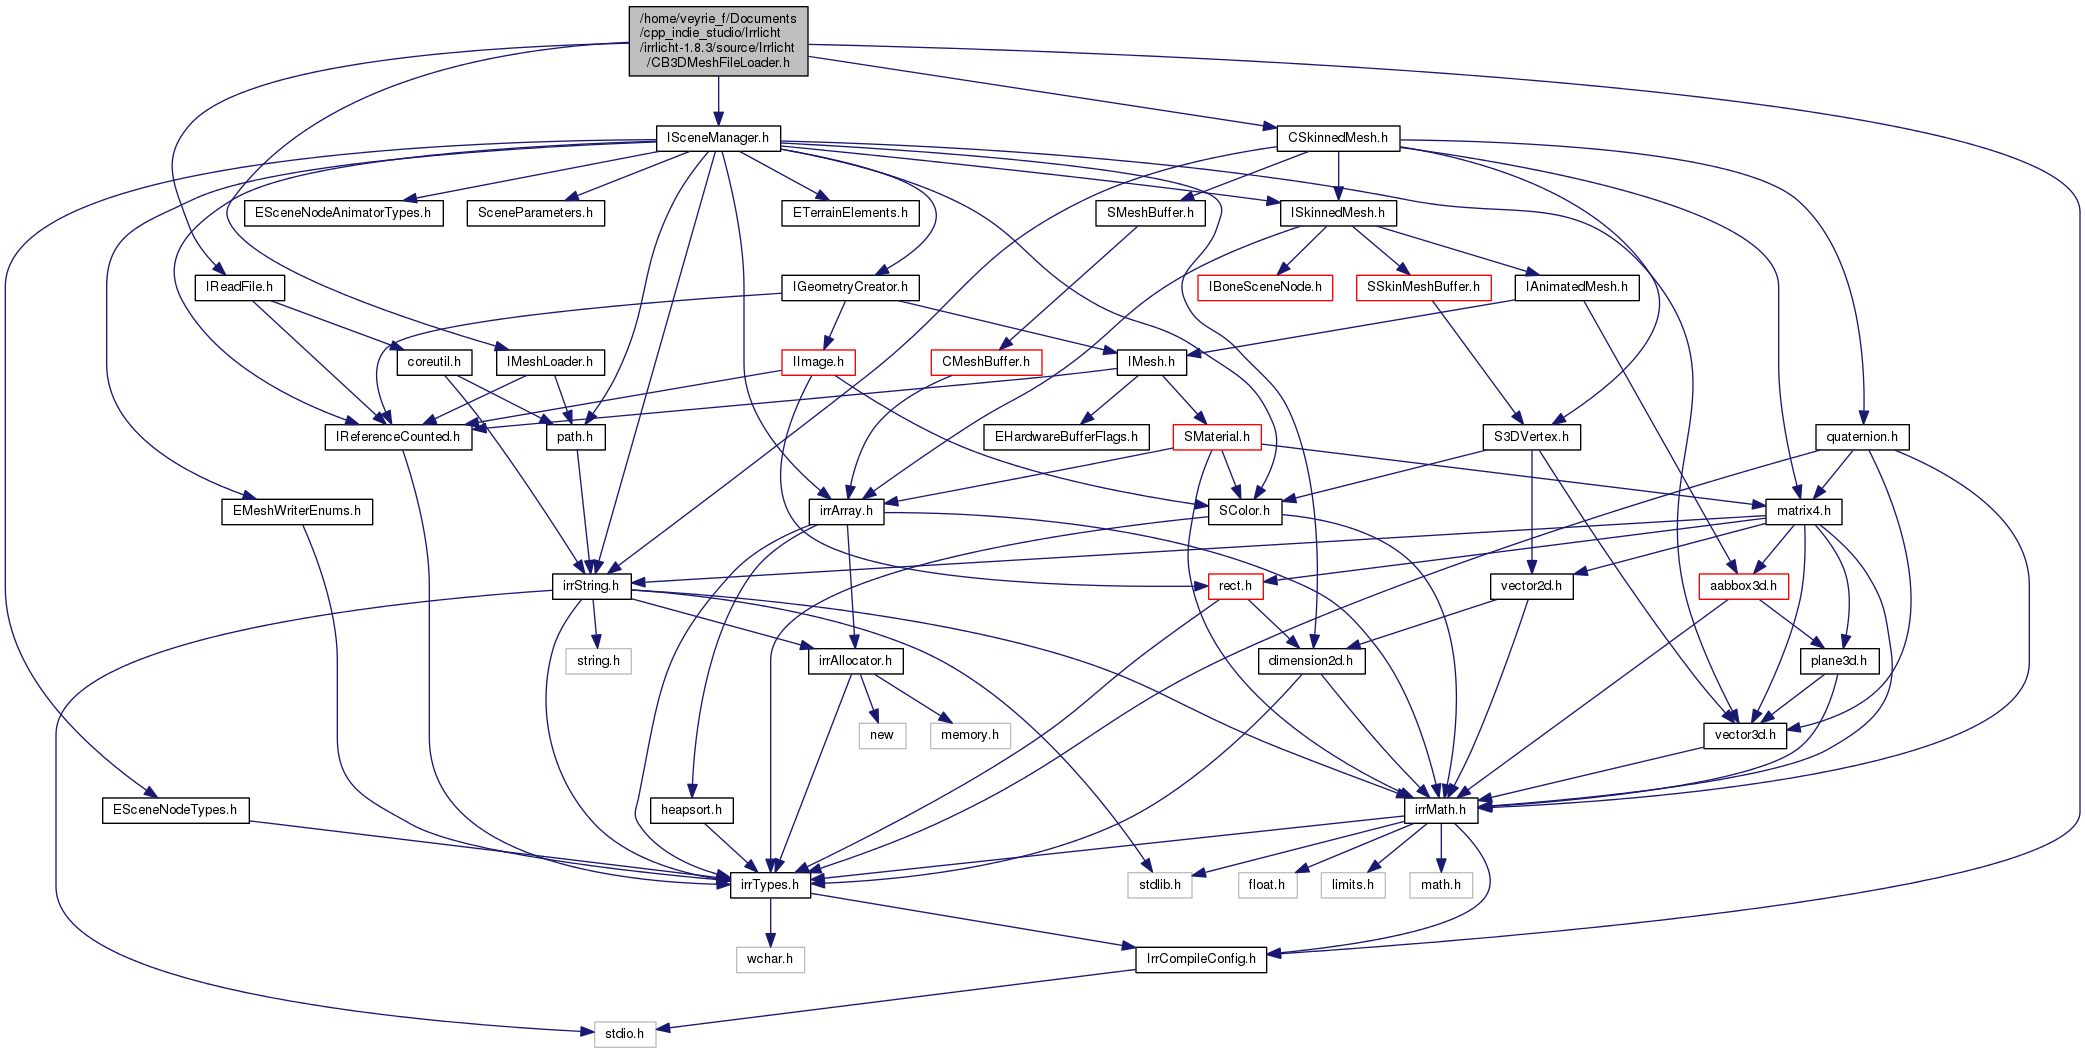 /home/veyrie_f/Documents
/cpp_indie_studio/Irrlicht
/irrlicht-1.8.3/source/Irrlicht
/CB3DMeshFileLoader.h
ISceneManager.h
CSkinnedMesh.h
ESceneNodeAnimatorTypes.h
SceneParameters.h
ETerrainElements.h
SMeshBuffer.h
ISkinnedMesh.h
IReadFile.h
IGeometryCreator.h
IBoneSceneNode.h
SSkinMeshBuffer.h
IAnimatedMesh.h
coreutil.h
IMeshLoader.h
IImage.h
CMeshBuffer.h
IMesh.h
IReferenceCounted.h
path.h
EHardwareBufferFlags.h
SMaterial.h
S3DVertex.h
quaternion.h
EMeshWriterEnums.h
irrArray.h
SColor.h
matrix4.h
irrString.h
rect.h
vector2d.h
aabbox3d.h
string.h
irrAllocator.h
dimension2d.h
plane3d.h
new
memory.h
vector3d.h
ESceneNodeTypes.h
heapsort.h
irrMath.h
irrTypes.h
stdlib.h
float.h
limits.h
math.h
wchar.h
IrrCompileConfig.h
stdio.h